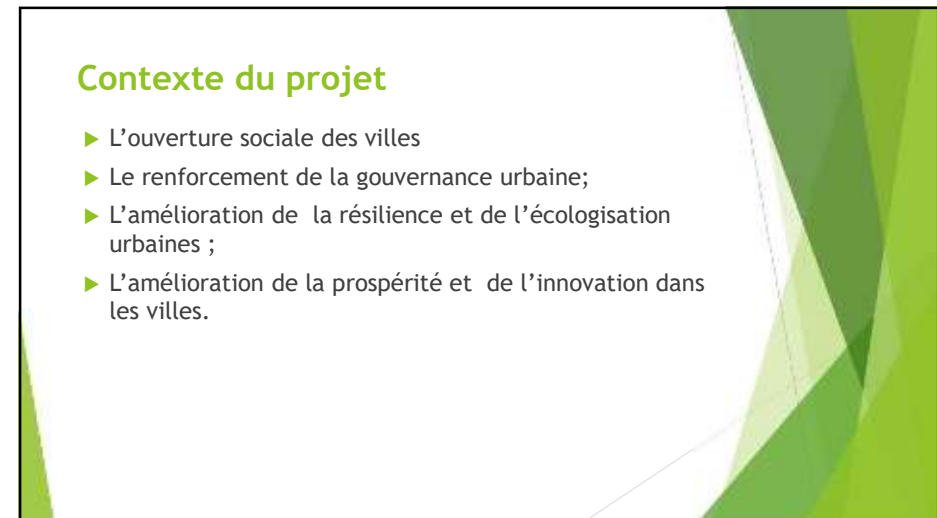 Contexte du projet
L’ouverture sociale des villes
Le renforcement de la gouvernance urbaine;
L’amélioration de  la résilience et de l’écologisation
urbaines ;
L’amélioration de la prospérité et  de l’innovation dans
les villes.